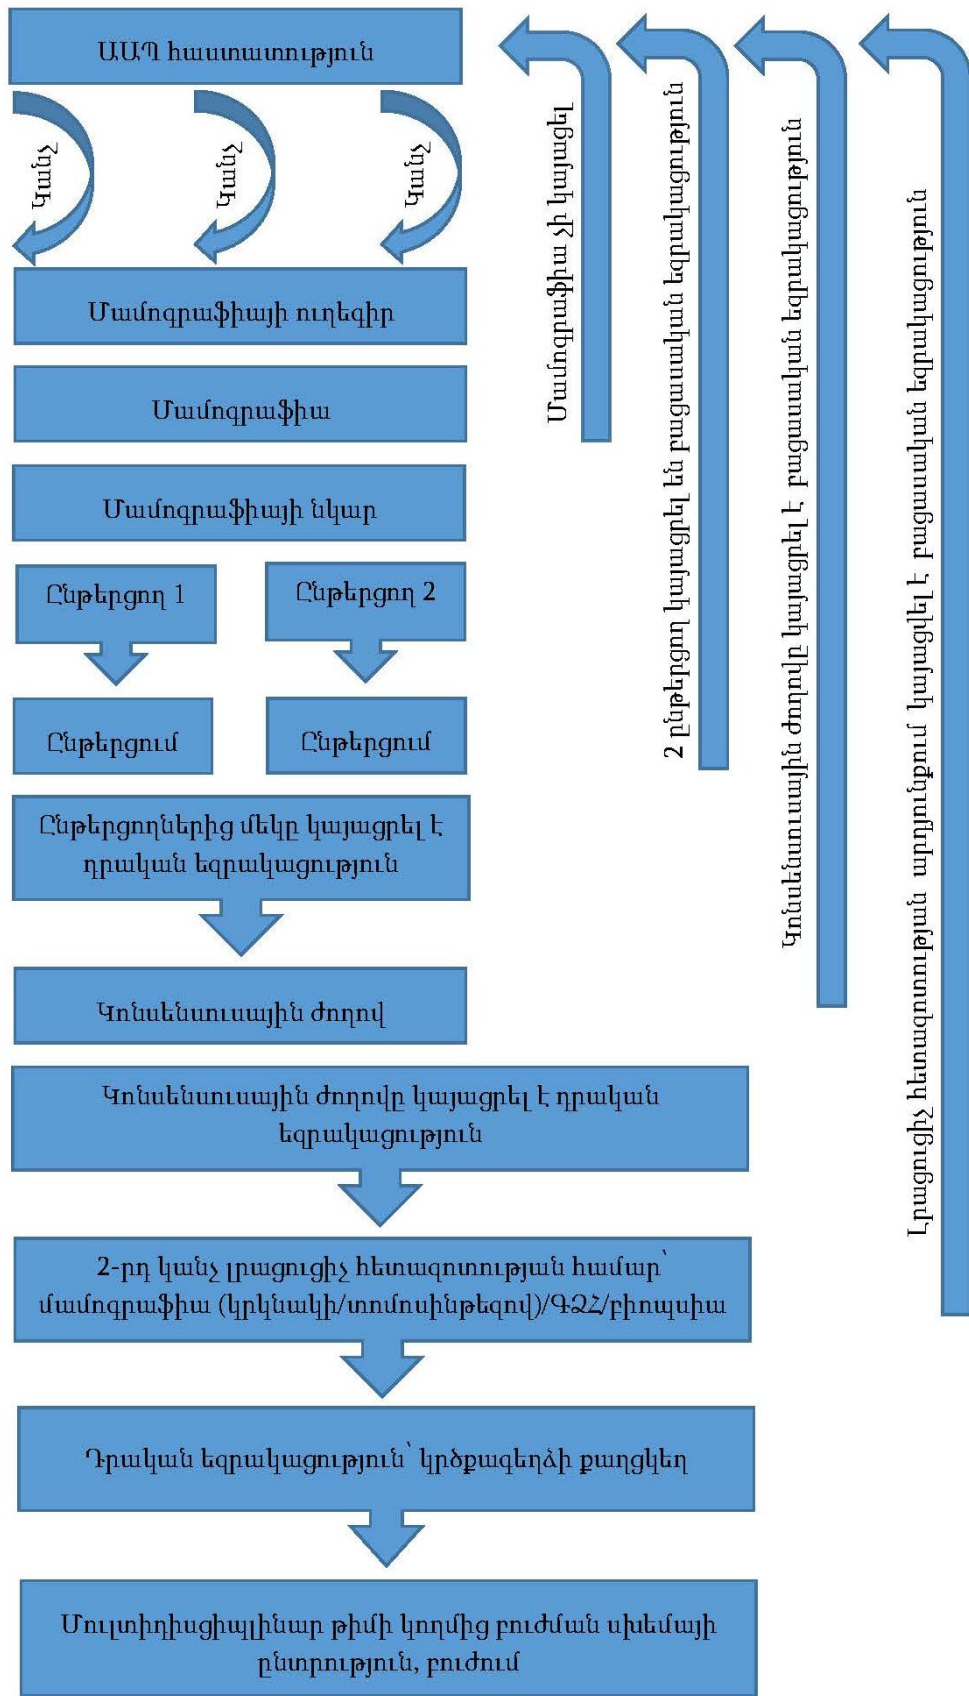 ԱԱՊ հաստատություն
Կանչ
Կանչ
Կանչ
Մամոգրաֆիայի ուղեգիր
Մամոգրաֆիա
Մամոգրաֆիայի նկար
Ընթերցող 1
Ընթերցող 2
Ընթերցում
Ընթերցում
Ընթերցողներից մեկը կայացրել է
դրական եզրակացություն
Կոնսենսուսային ժողով
Կոնսենսուսային ժողովը կայացրել է դրական
եզրակացություն
2-րդ կանչ լրացուցիչ հետազոտության համար՝
մամոգրաֆիա (կրկնակի/տոմոսինթեզով)/ԳՁՀ/բիոպսիա
Դրական եզրակացություն՝ կրծքագեղձի քաղցկեղ
Մուլտիդիսցիպլինար թիմի կողմից բուժման սխեմայի
ընտրություն, բուժում
Մամոգրաֆիա չի կայացել
2 ընթերցող կայացրել են բացասական եզրակացություն
Կոնսենսուսային ժողովը կայացրել է բացասական եզրակացություն
Լրացուցիչ հետազոտության արդյունքում կայացվել է բացասական եզրակացություն